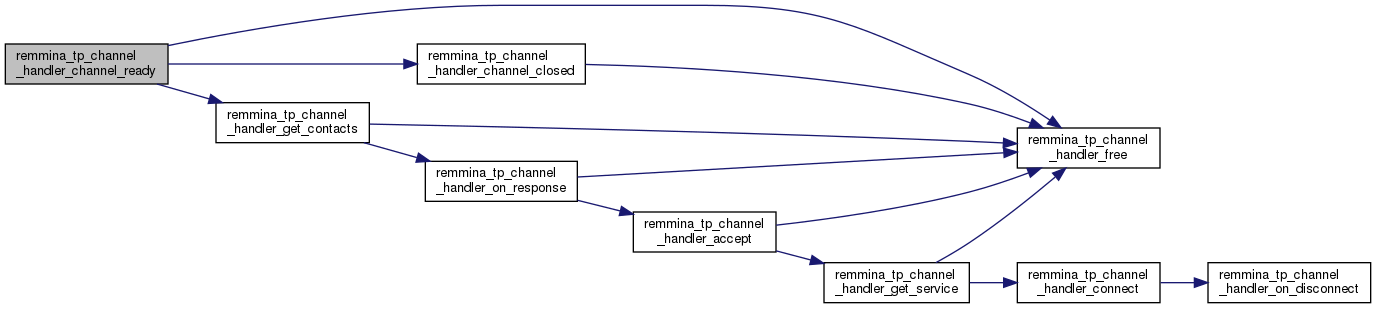 remmina_tp_channel
_handler_channel_ready
remmina_tp_channel
_handler_channel_closed
remmina_tp_channel
_handler_get_contacts
remmina_tp_channel
_handler_free
remmina_tp_channel
_handler_on_response
remmina_tp_channel
_handler_accept
remmina_tp_channel
_handler_get_service
remmina_tp_channel
_handler_connect
remmina_tp_channel
_handler_on_disconnect